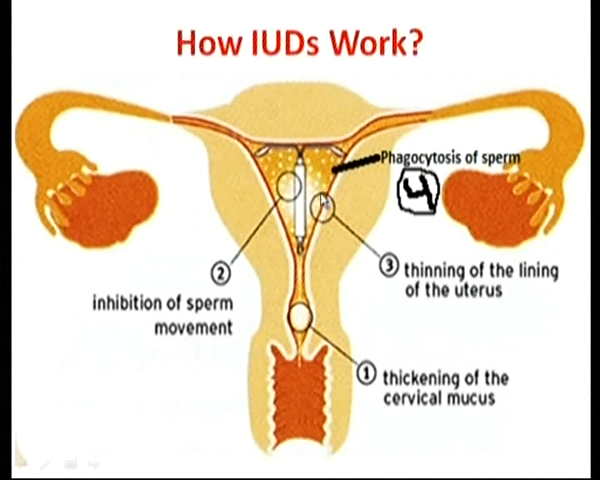 How IUDs Work?
Phagocytosis of sperm
4
2
inhibition of sperm
movement
3 thinning of the lining
of the uterus
1 thickening of the
cervical mucus